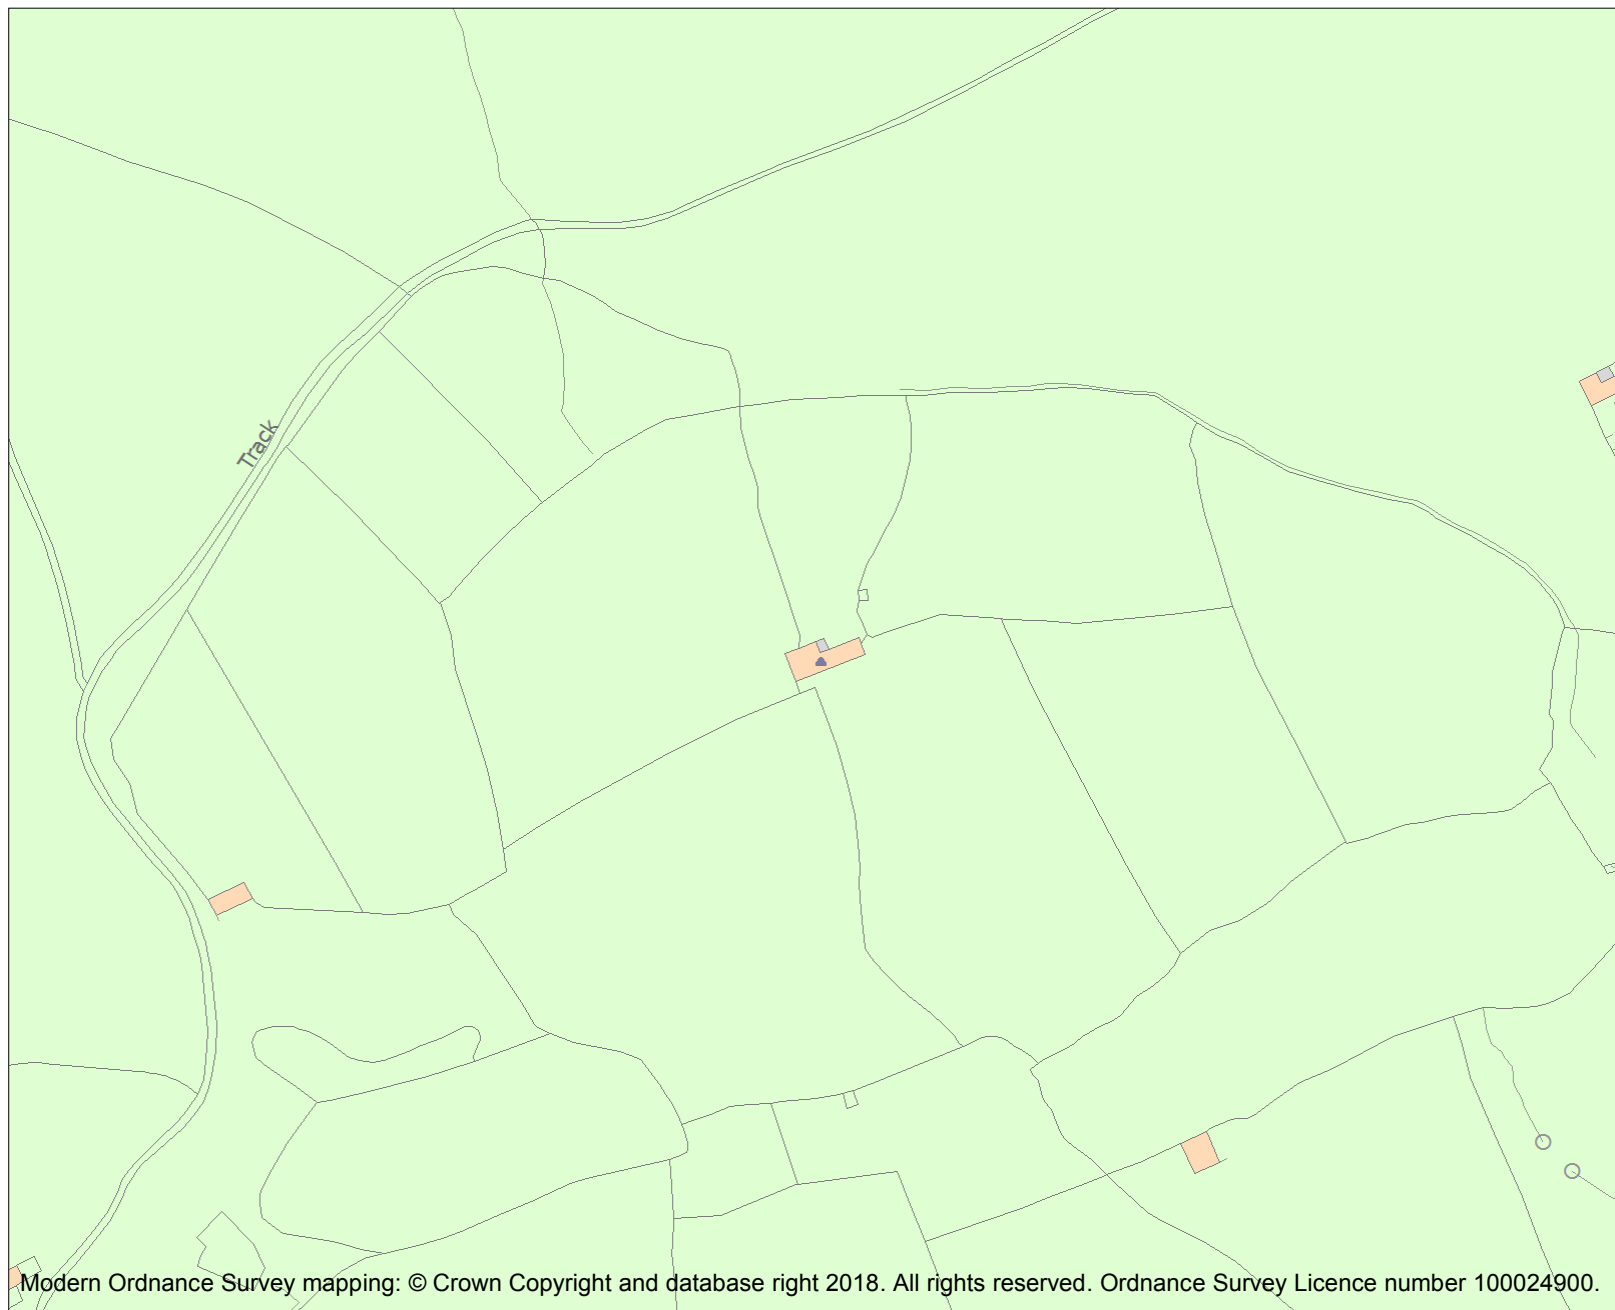 Track
Modern Ordnance Survey mapping: © Crown Copyright and database right 2018. All rights reserved. Ordnance Survey Licence number 100024900.